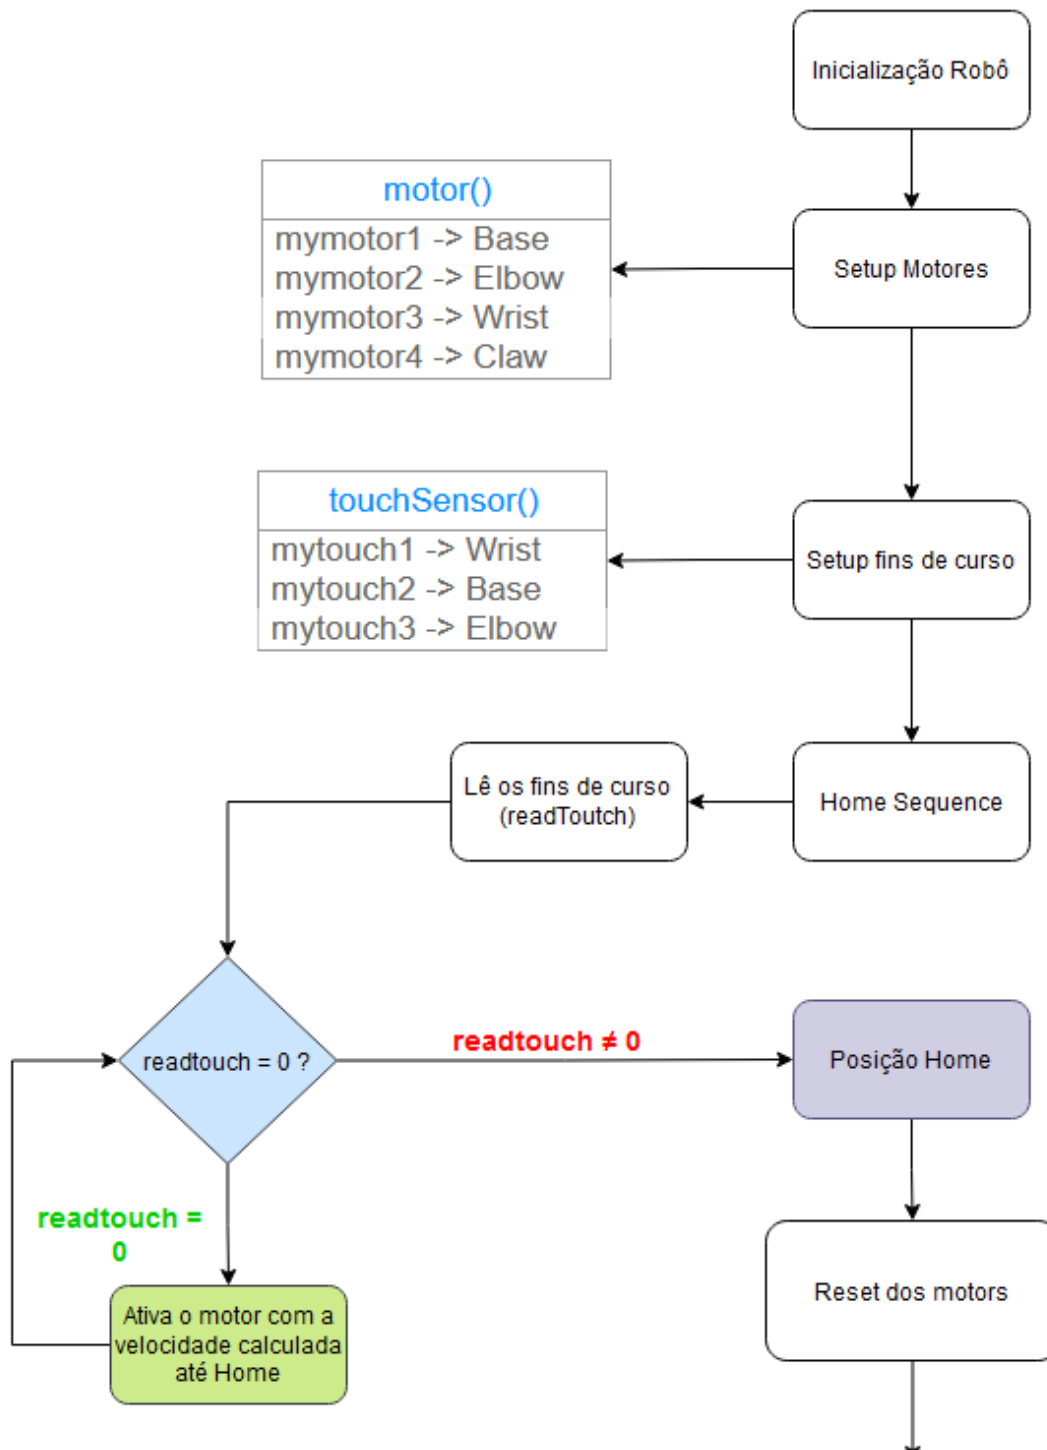 Inicialização Robô
motor()
mymotor1 -> Base
mymotor2 -> Elbow
mymotor3 -> Wrist
mymotor4 -> Claw
Setup Motores
touchSensor()
mytouch1 -> Wrist
mytouch2 -> Base
mytouch3 -> Elbow
Setup fins de curso
Lê os fins de curso
(readToutch)
Home Sequence
readtouch = 0 ?
readtouch ≠ 0
Posição Home
readtouch =
0
Ativa o motor com a
velocidade calculada
até Home
Reset dos motors